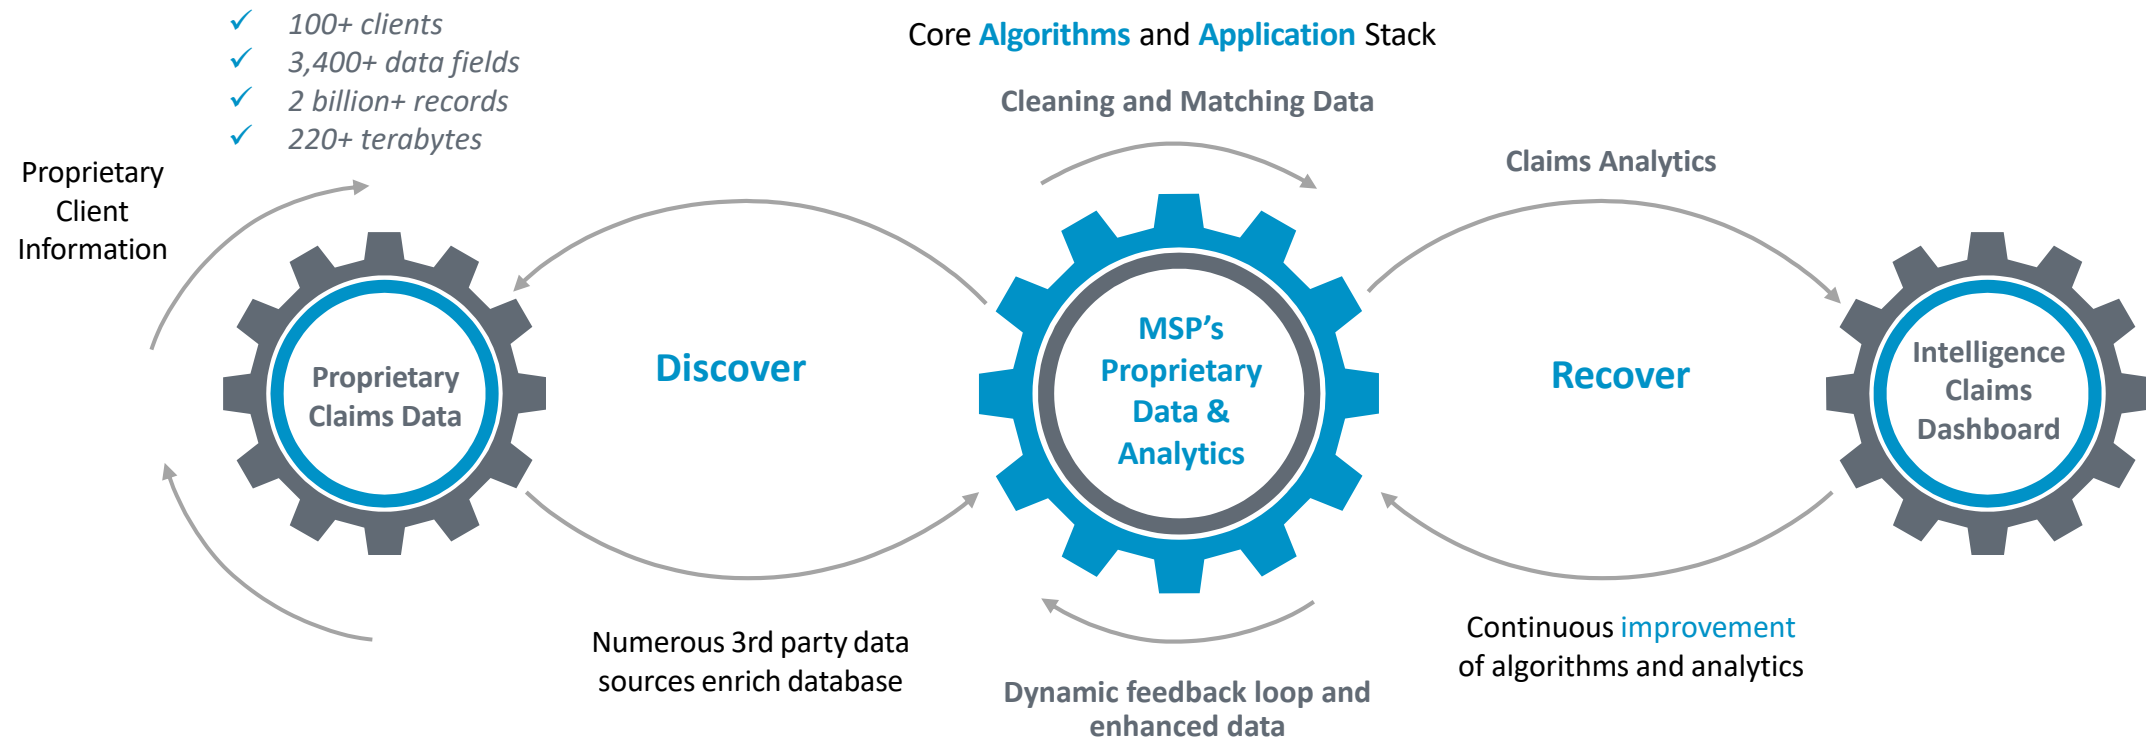 100+ clients
3,400+ data fields
2 billion+ records
220+ terabytes
Proprietary
Client
Information
Proprietary
Claims Data
Discover
Numerous 3rd party data
sources enrich database
Core Algorithms and Application Stack
Cleaning and Matching Data
MSP’s
Proprietary
Data &
Analytics
Dynamic feedback loop and
enhanced data
Claims Analytics
Recover
Continuous improvement
of algorithms and analytics
Intelligence
Claims
Dashboard